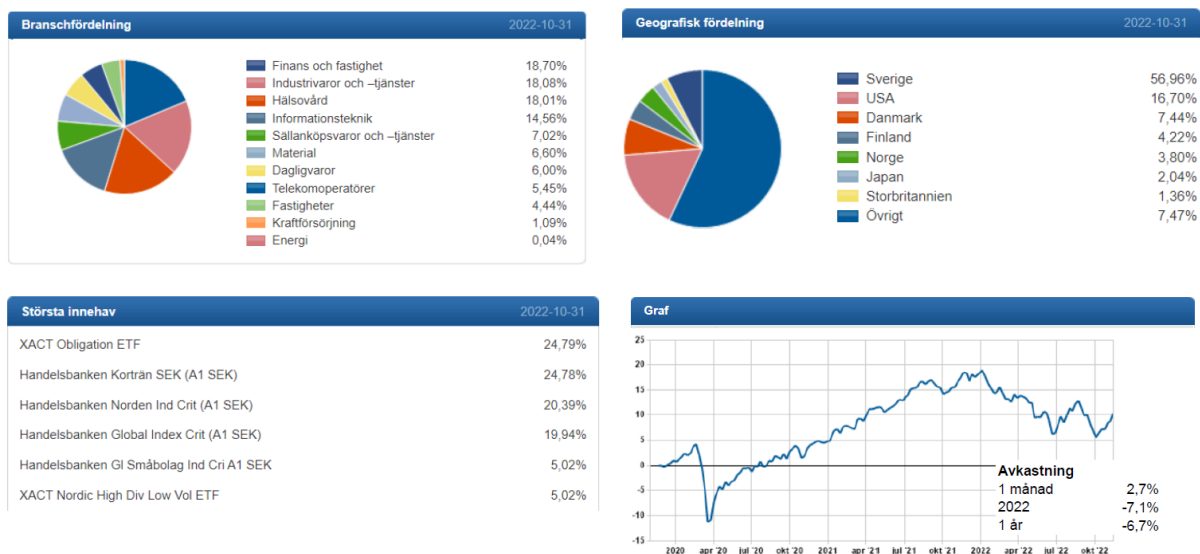 Branschfördelning 2022-10-31
Finans och fastighet 18,70%
Industrivaror och –tjänster 18,08%
Hälsovård 18,01%
Informationsteknik 14,56%
Sällanköpsvaror och –tjänster 7,02%
Material 6,60%
Dagligvaror 6,00%
Telekomoperatörer 5,45%
Fastigheter 4,44%
Kraftförsörjning 1,09%
Energi 0,04%
Geografisk fördelning 2022-10-31
Sverige 56,96%
USA 16,70%
Danmark 7,44%
Finland 4,22%
Norge 3,80%
Japan 2,04%
Storbritannien 1,36%
Övrigt 7,47%
Största innehav 2022-10-31
XACT Obligation ETF 24,79%
Handelsbanken Korträn SEK (A1 SEK) 24,78%
Handelsbanken Norden Ind Crit (A1 SEK) 20,39%
Handelsbanken Global Index Crit (A1 SEK) 19,94%
Handelsbanken Gl Småbolag Ind Cri A1 SEK 5,02%
XACT Nordic High Div Low Vol ETF 5,02%
Graf
25
20
15
10
5
0
-5
-10
-15
Avkastning
1 månad 2,7%
2022 -7,1%
1 år -6,7%
2020 apr '20 jul '20 okt '20 2021 apr '21 jul '21 okt '21 2022 apr '22 jul '22 okt '22